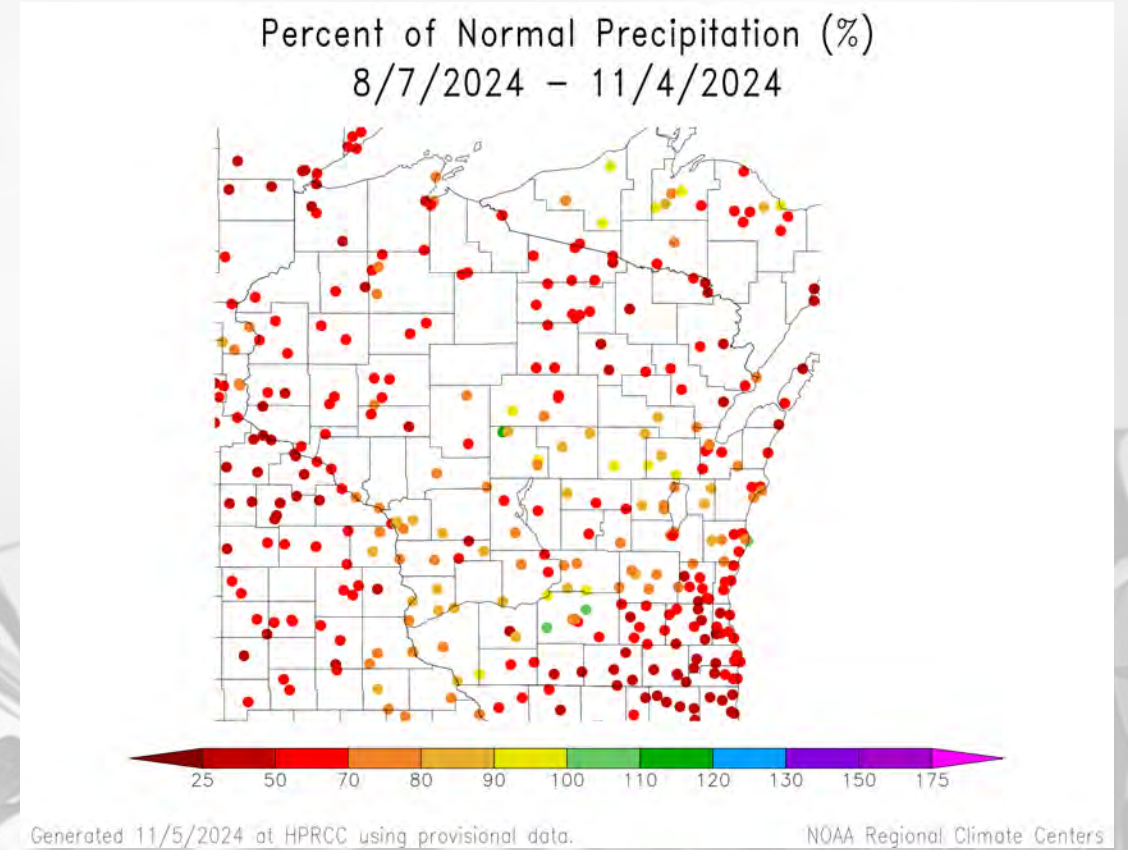 Percent of Normal Precipitation (%)
8/7/2024 – 11/4/2024
25 50 70 80 90 100 110 120 130 150 175
Generated 11/5/2024 at HPRCC using provisional data.
NOAA Regional Climate Centers